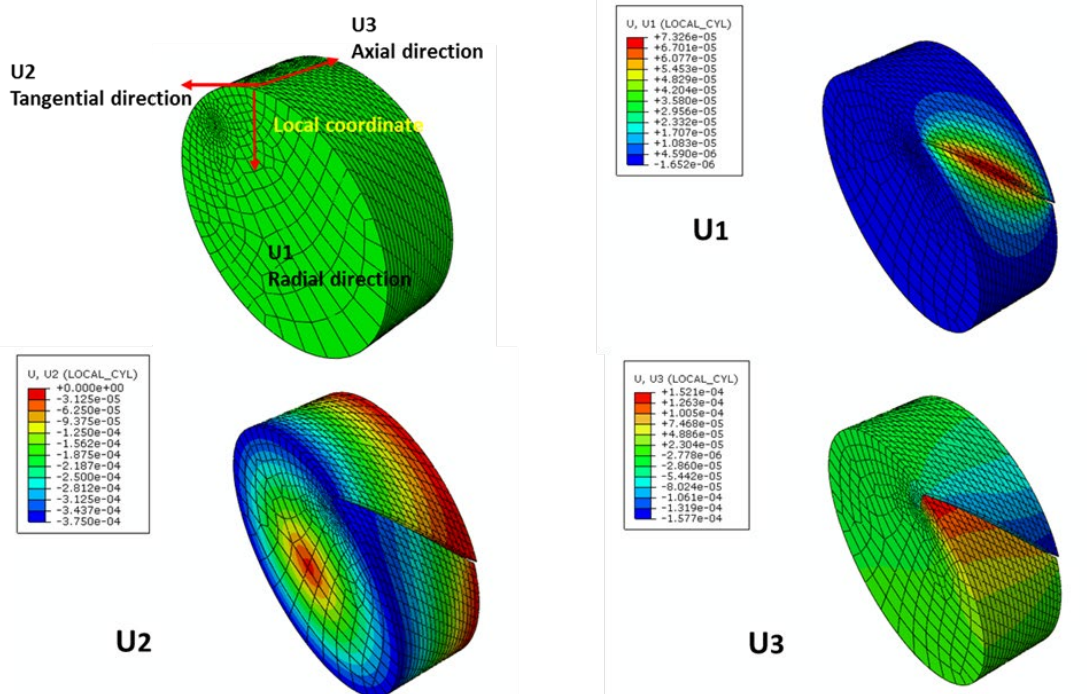 U3
Axial direction
U2
Tangential direction
Local coordinate
U1
Radial direction
U, U1 (LOCAL_CYL)
+7.326e-05
+6.701e-05
+6.077e-05
+5.453e-05
+4.829e-05
+4.204e-05
+3.580e-05
+2.956e-05
+2.332e-05
+1.707e-05
+1.083e-05
+4.590e-06
-1.652e-06
U1
U, U2 (LOCAL_CYL)
+0.000e+00
-3.125e-05
-6.250e-05
-9.375e-05
-1.250e-04
-1.562e-04
-1.875e-04
-2.187e-04
-2.500e-04
-2.812e-04
-3.125e-04
-3.437e-04
-3.750e-04
U2
U, U3 (LOCAL_CYL)
+1.521e-04
+1.263e-04
+1.005e-04
+7.468e-05
+4.886e-05
+2.304e-05
-2.778e-06
-2.860e-05
-5.442e-05
-8.024e-05
-1.061e-04
-1.319e-04
-1.577e-04
U3